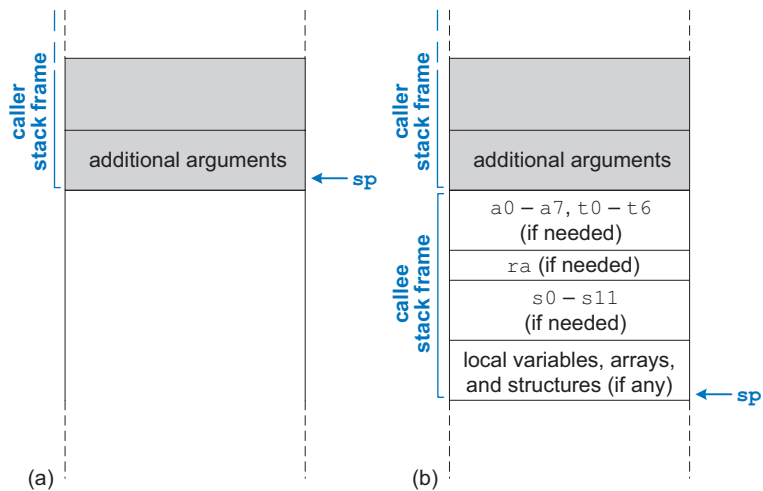 caller
stack frame
additional arguments
sp
(a)
caller
stack frame
additional arguments
callee
stack frame
a0 – a7, t0 – t6
(if needed)
ra (if needed)
s0 – s11
(if needed)
local variables, arrays,
and structures (if any)
sp
(b)